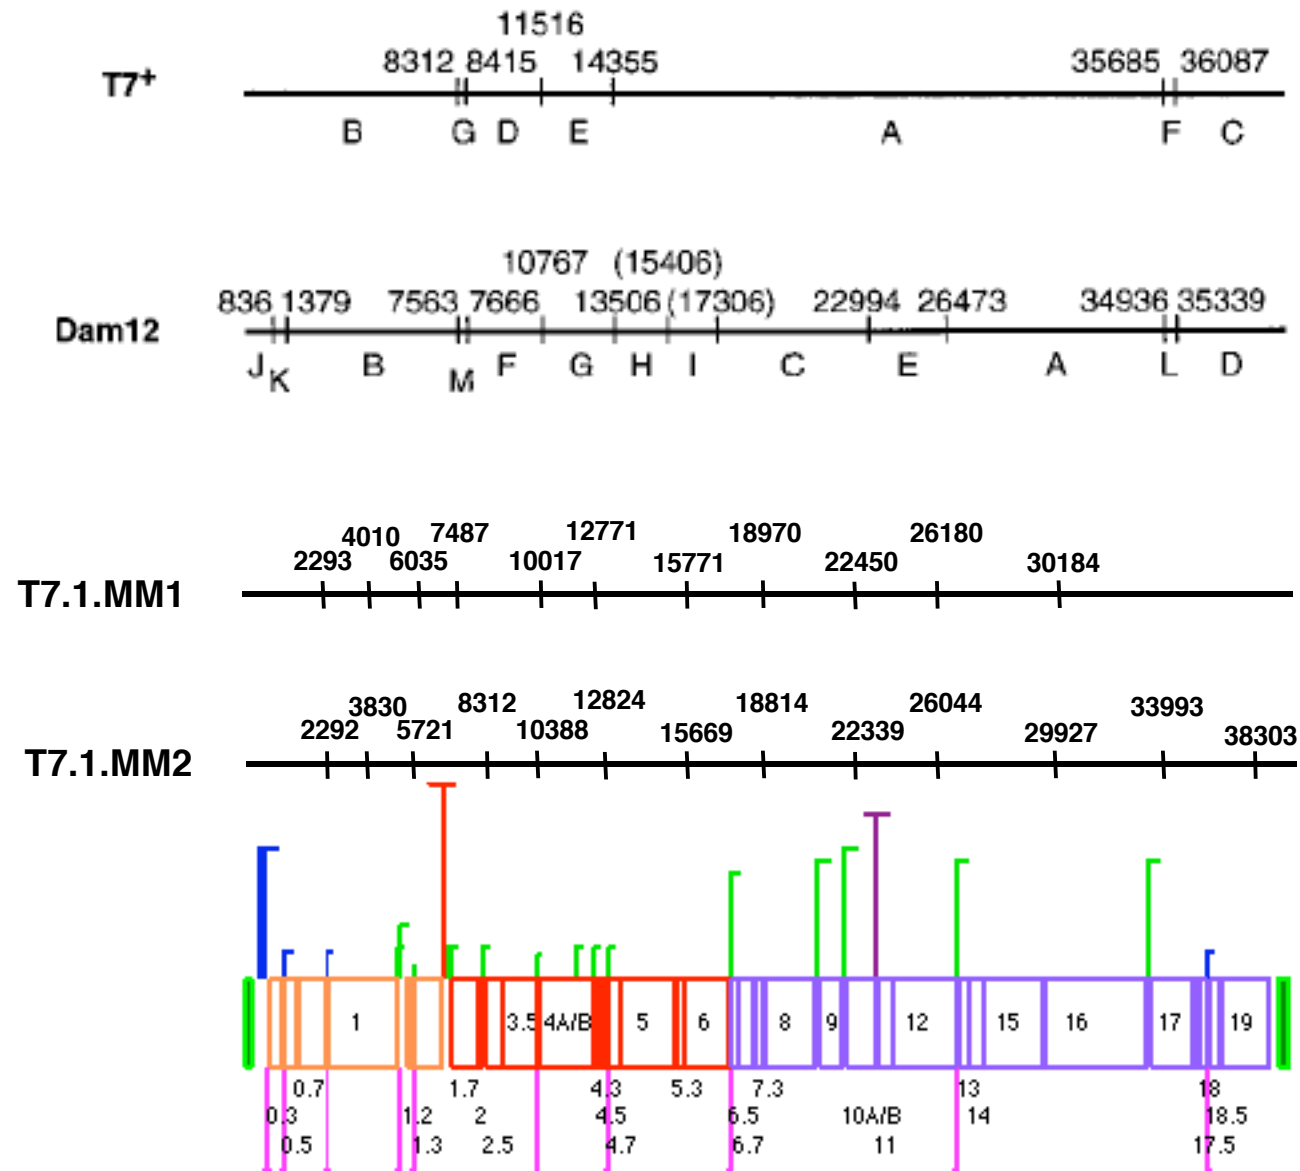 11516
8312 8415 14355 35685 36087
T7+
B G D E A F C
10767 (15406)
836 1379 7563 7666 13506 (17306) 22994 26473 34936 35339
Dam12
J K B M F G H I C E A L D
4010 7487 12771 18970 26180
2293 6035 10017 15771 22450 30184
T7.1.MM1
3830 8312 12824 18814 26044 33993
2292 5721 10388 15669 22339 29927 38303
T7.1.MM2
1 3.5 4A/B 5 6 8 9 12 15 16 17 19
0.7 1.7 4.3 5.3 7.3 13 18
0.3 1.2 2 4.5 6.5 10A/B 14 18.5
0.5 1.3 2.5 4.7 6.7 11 17.5